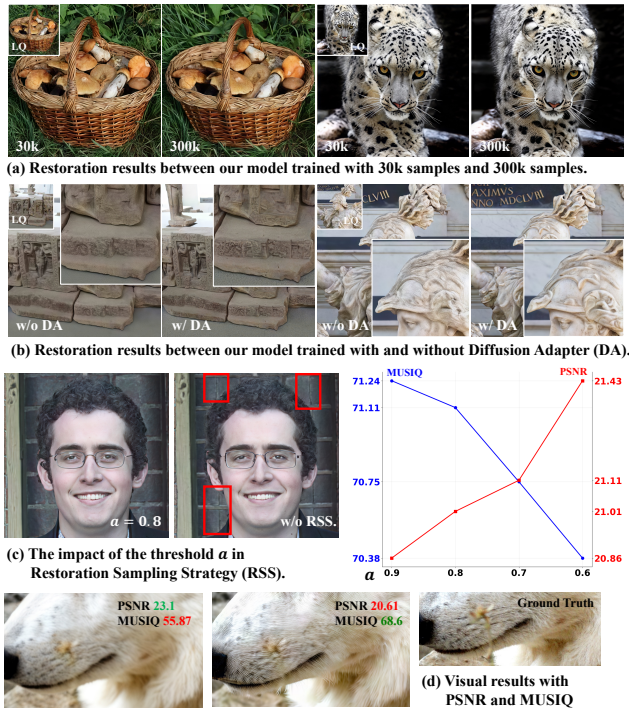 LQ
30k
300k
LQ
30k
300k
(a) Restoration results between our model trained with 30k samples and 300k samples.
LQ
w/o DA
w/ DA
CLVIII
LQ
w/o DA
AXIMVS
NNO MDCLVIII
w/ DA
(b) Restoration results between our model trained with and without Diffusion Adapter (DA).
a = 0.8
w/o RSS.
(c) The impact of the threshold a in
Restoration Sampling Strategy (RSS).
MUSIQ
PSNR
71.24
71.11
70.75
70.38
21.43
21.11
21.01
20.86
a
0.9
0.8
0.7
0.6
PSNR 23.1
MUSIQ 55.87
PSNR 20.61
MUSIQ 68.6
Ground Truth
(d) Visual results with
PSNR and MUSIQ